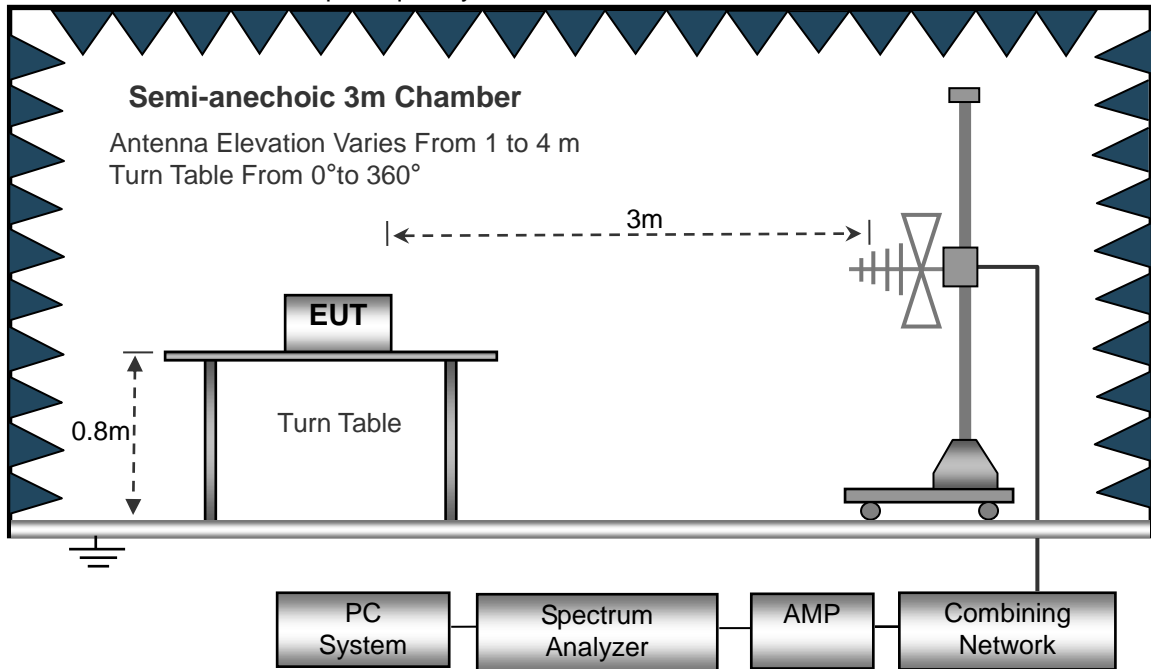 Semi-anechoic 3m Chamber
Antenna Elevation Varies From 1 to 4 m
Turn Table From 0°to 360°
3m
EUT
0.8m
Turn Table
PC
System
Spectrum
Analyzer
AMP
Combining
Network